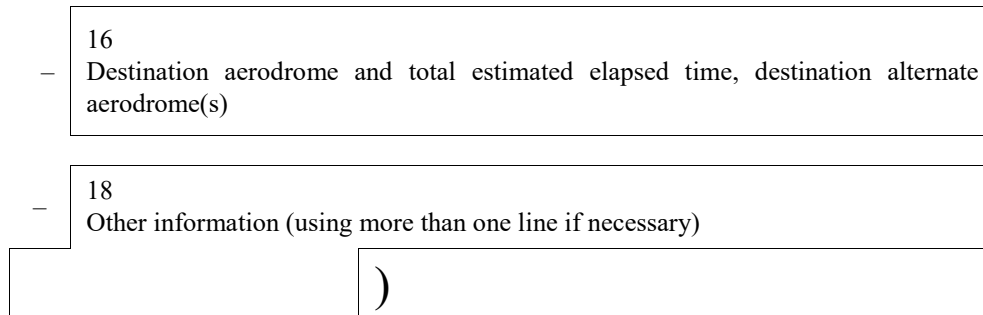 16
– Destination aerodrome and total estimated elapsed time, destination alternate
aerodrome(s)
18
– Other information (using more than one line if necessary)
)